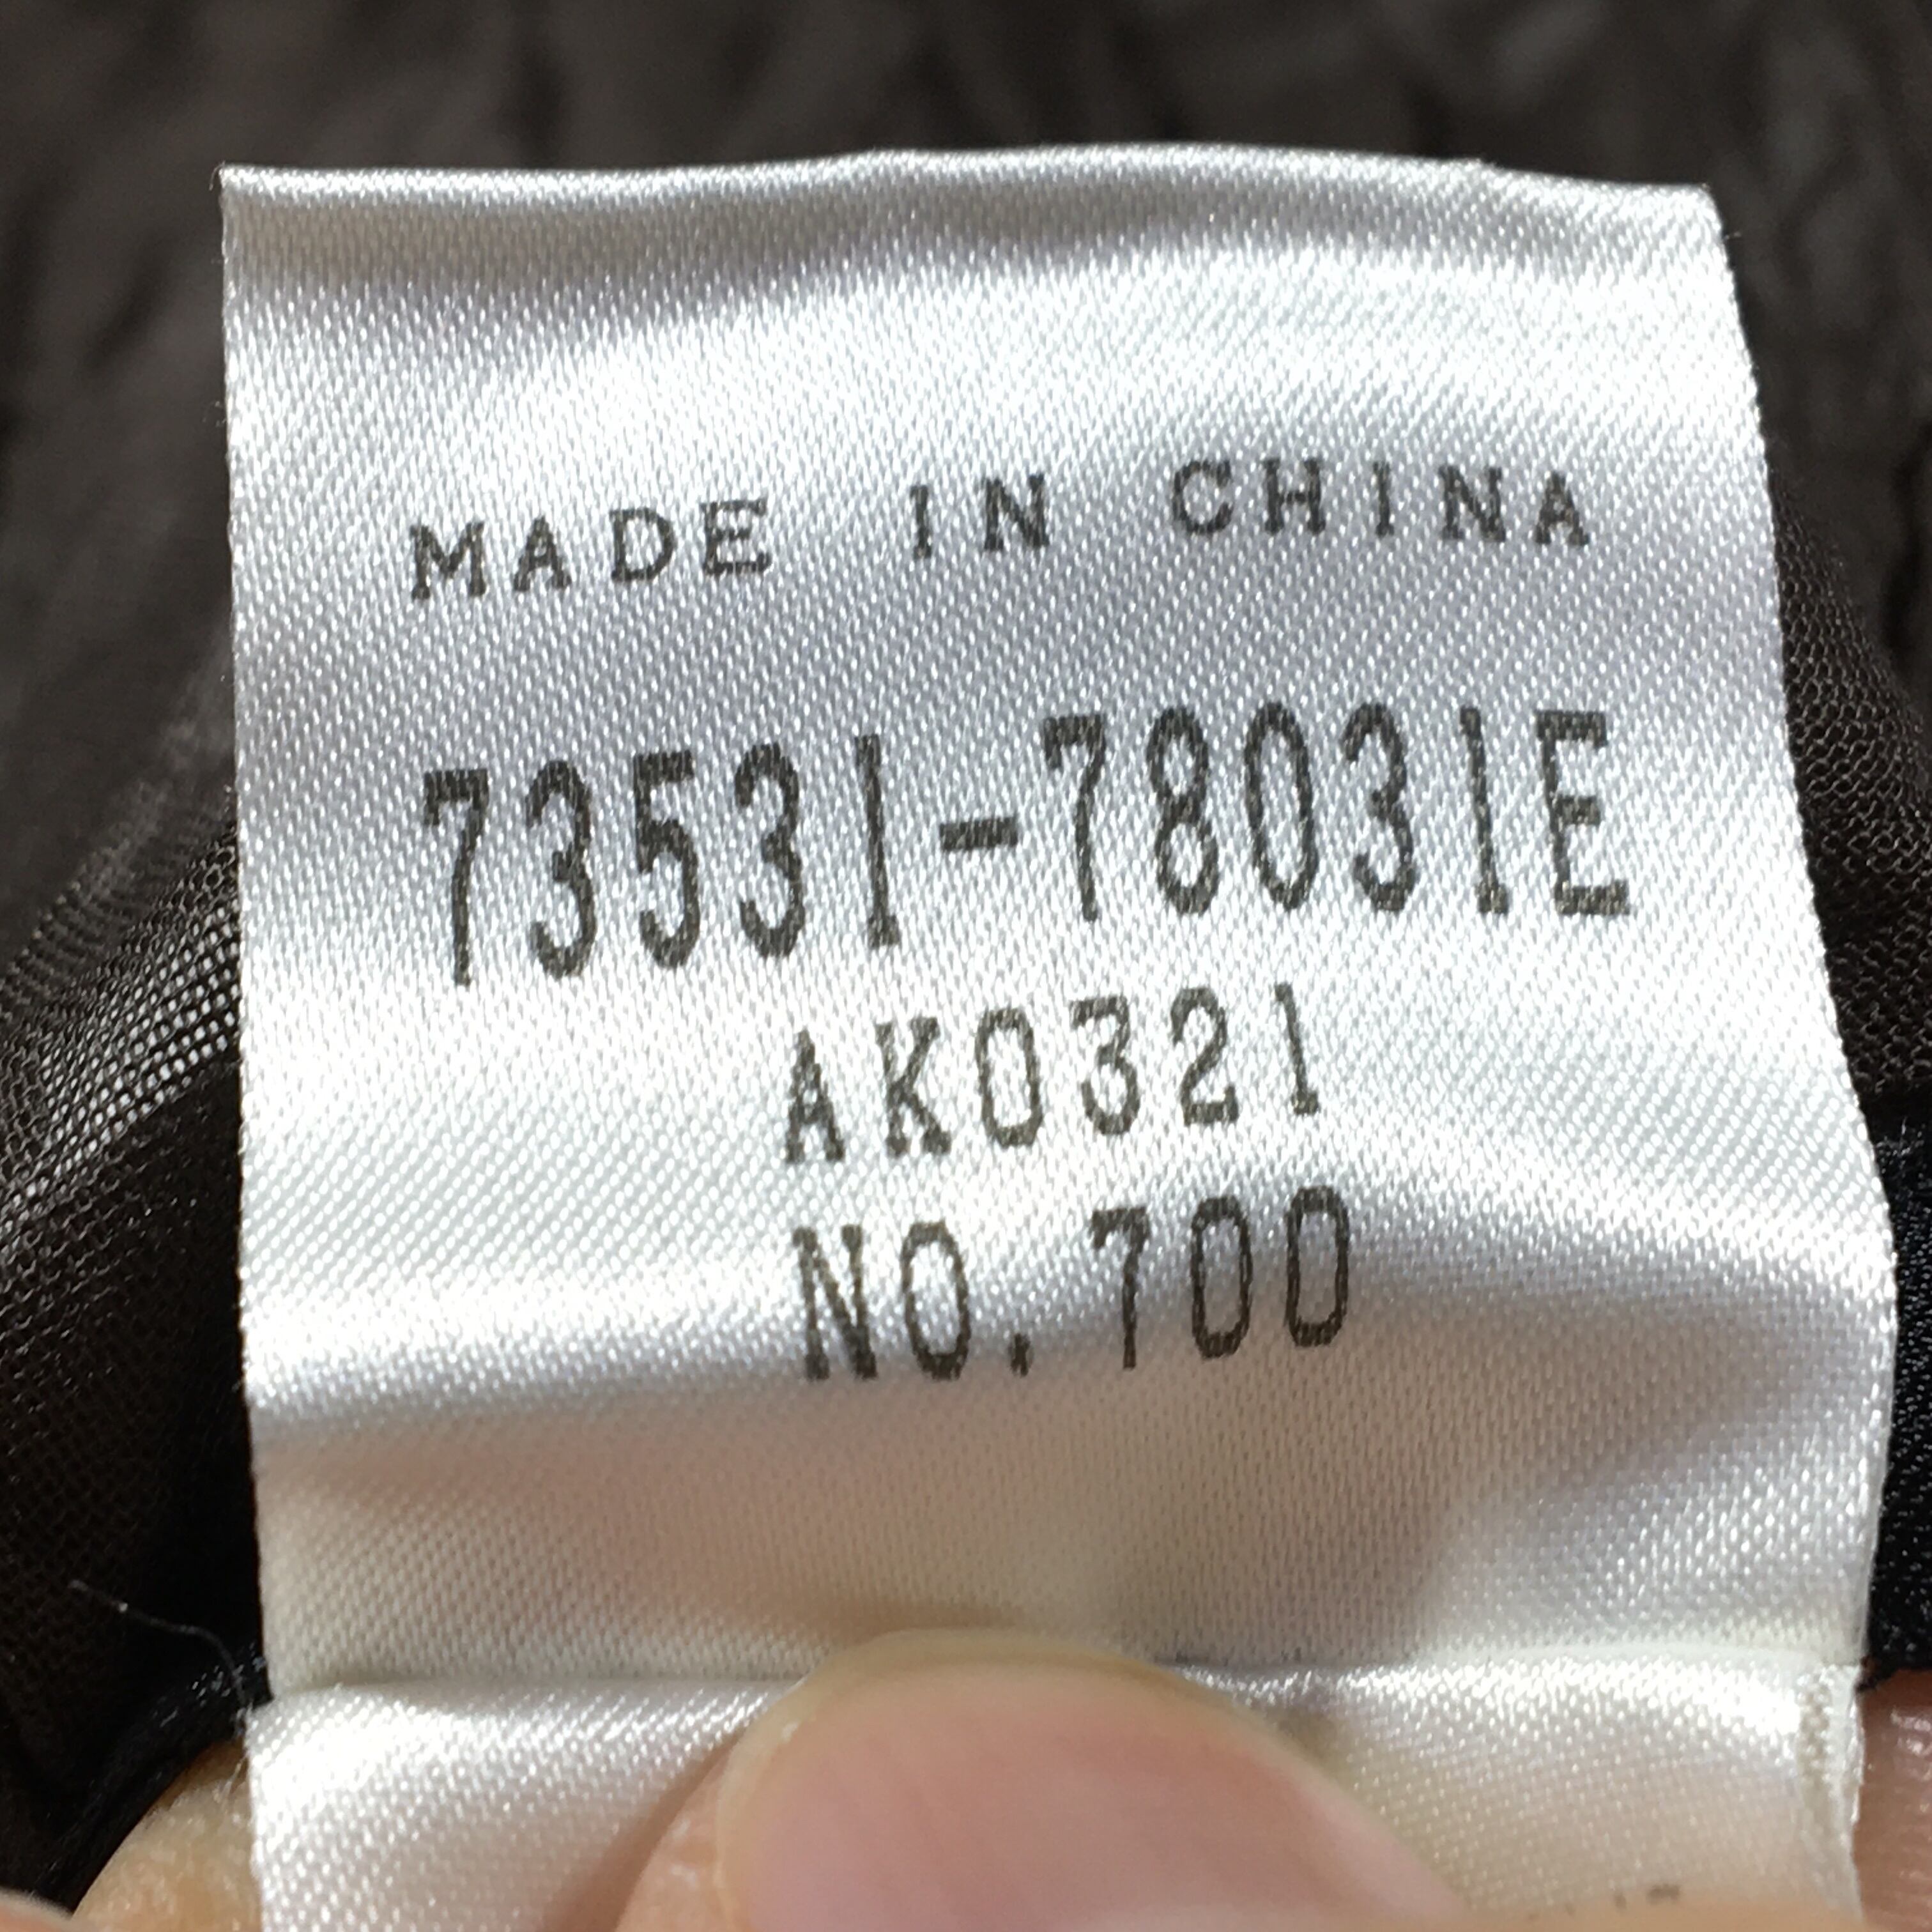 MADE IN CHINA
73531-78031E
AK0321
NO. 700